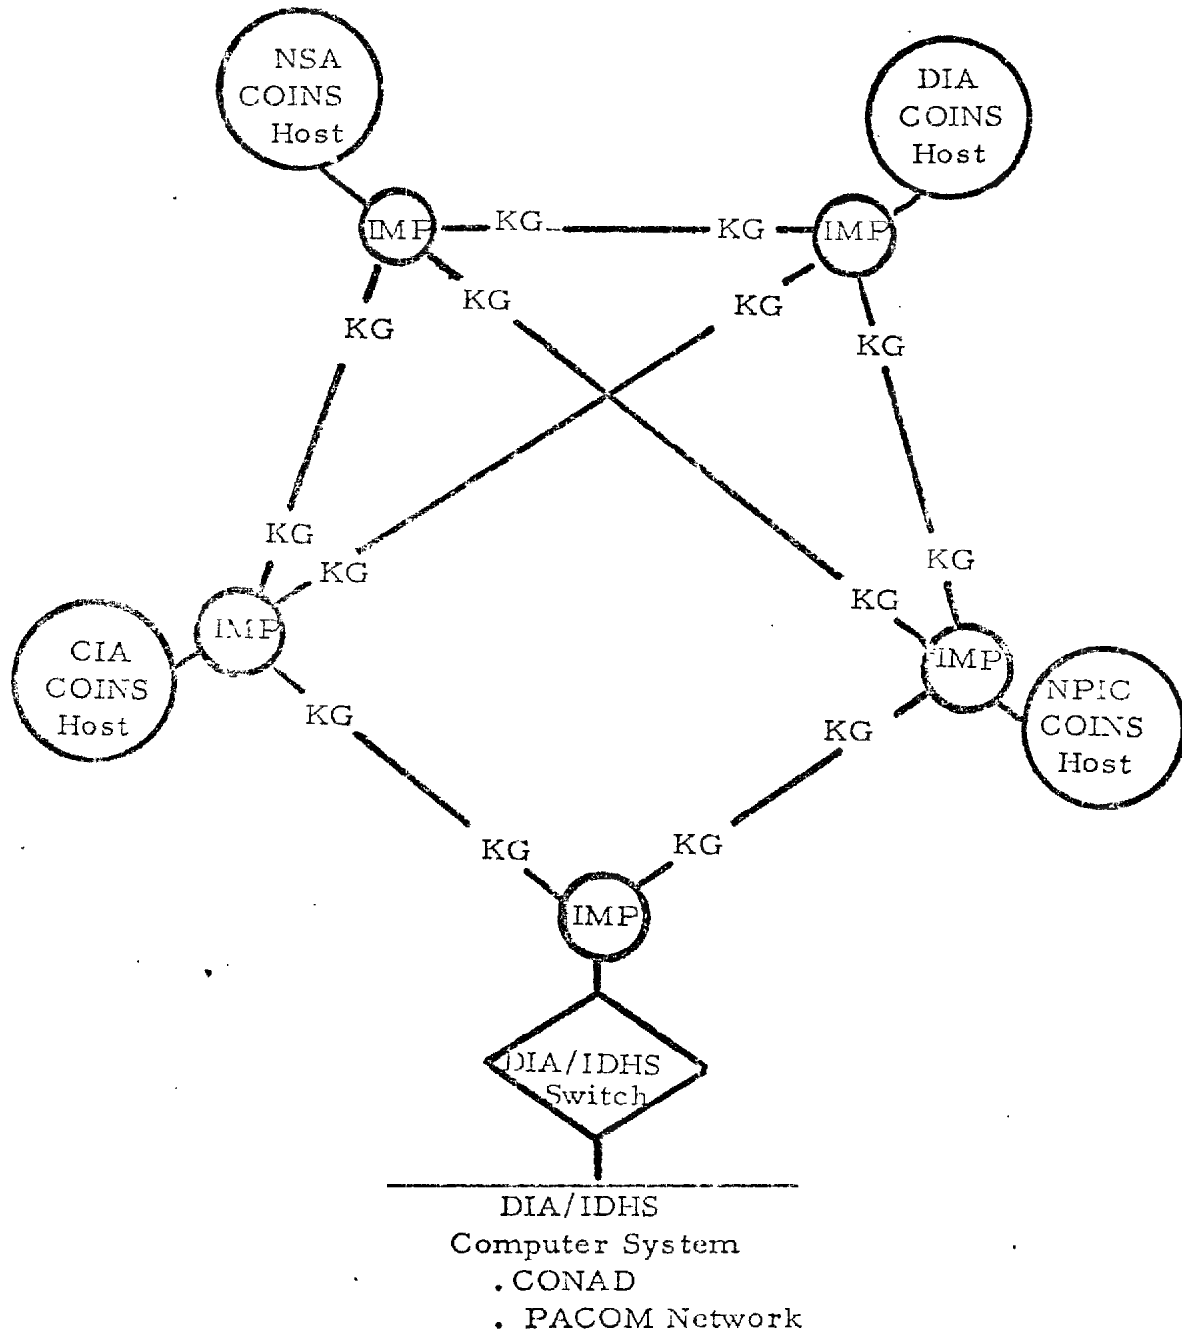 NSA
COINS
Host
DIA
COINS
Host
IMP
KG
KG
IMP
KG
KG
KG
KG
KG
KG
KG
KG
IMP
IMP
CIA
COINS
Host
NPIC
COINS
Host
KG
KG
KG
KG
IMP
DIA/IDHS
Switch
DIA/IDHS
Computer System
. CONAD
. PACOM Network